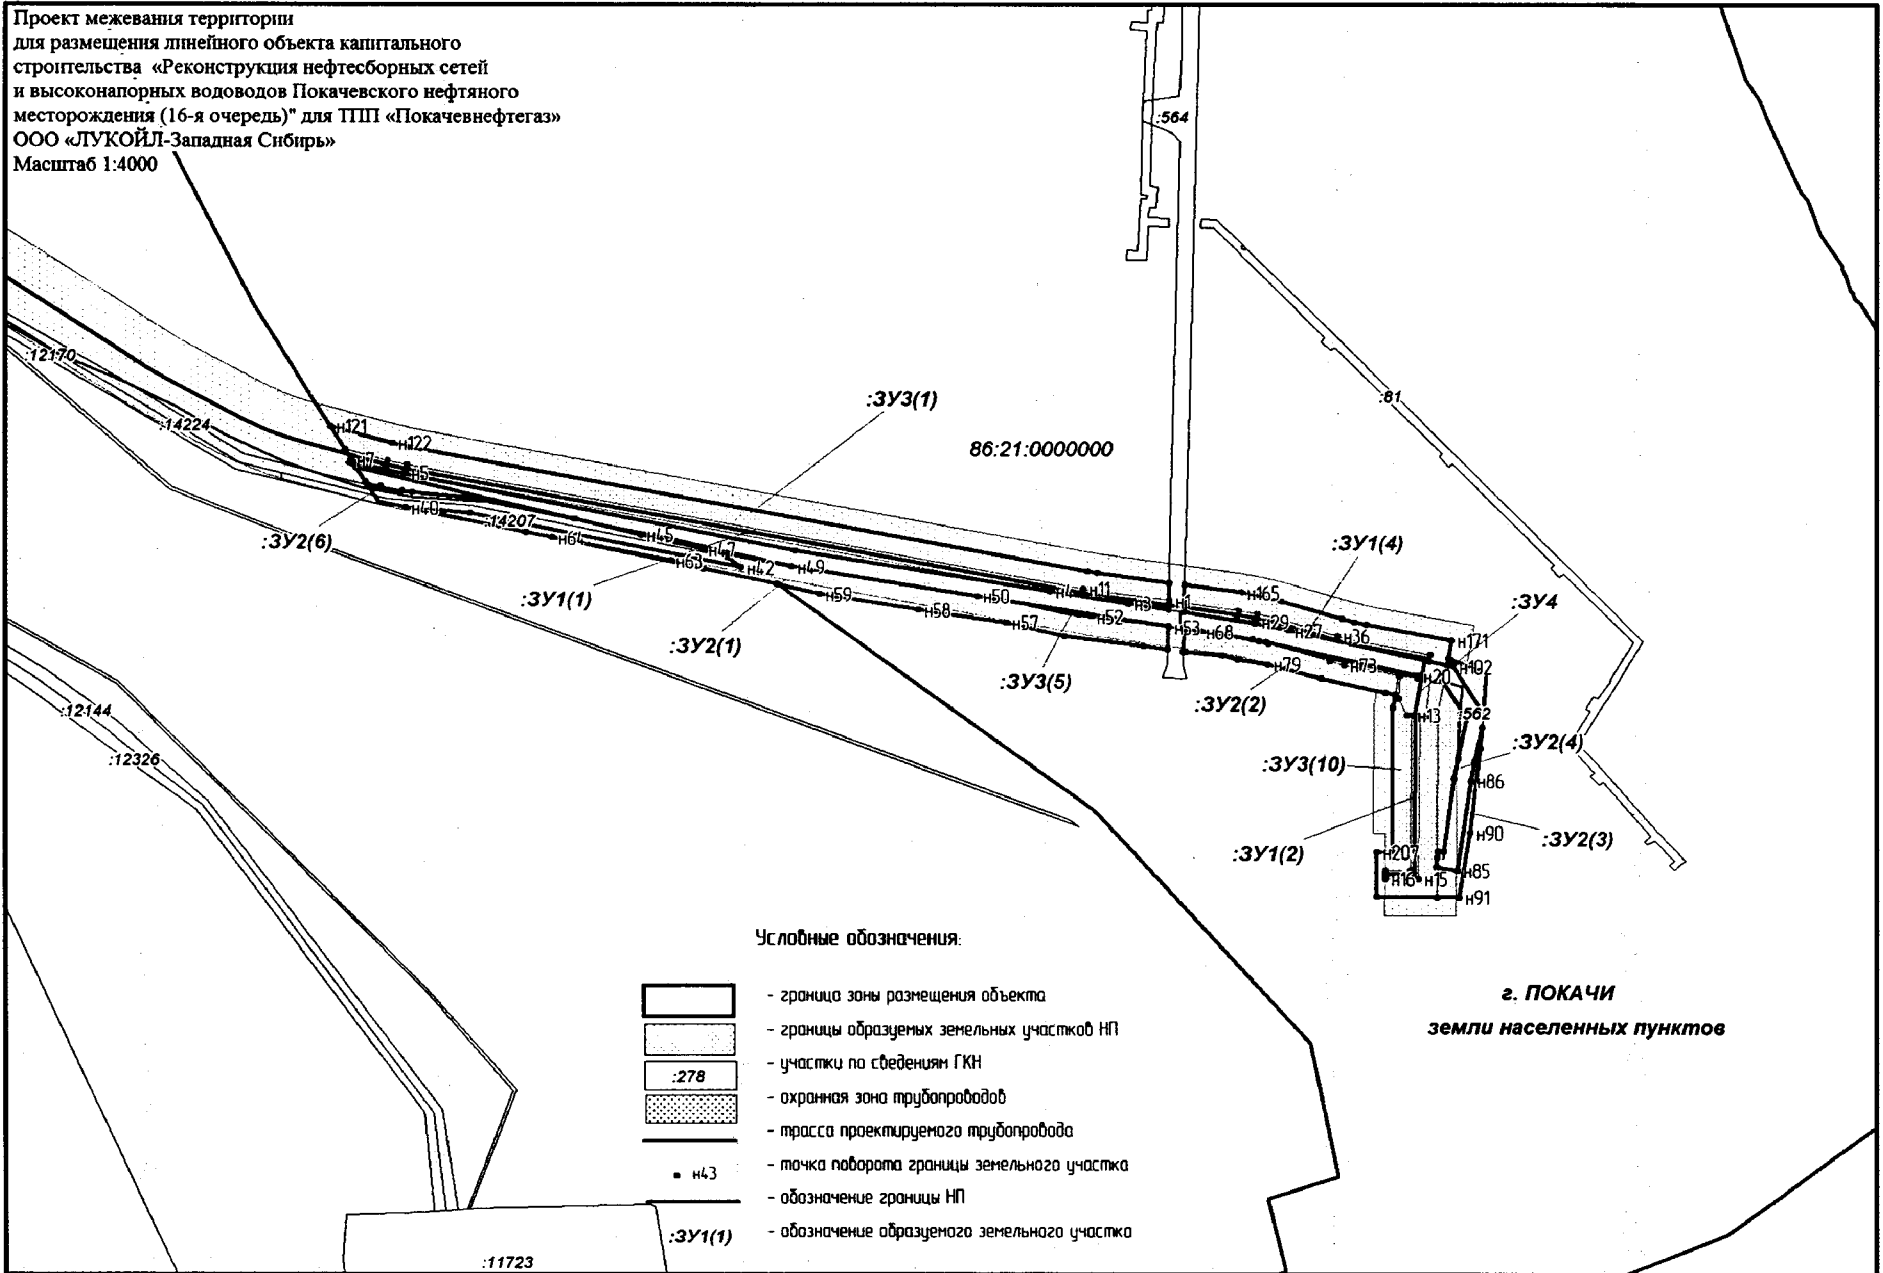 Проект межевания территории
для размещения линейного объекта капитального
строительства «Реконструкция нефтесборных сетей
и высоконапорных водоводов Покачевского нефтяного
месторождения (16-я очередь)" для ТПП «Покачевнефтегаз»
ООО «ЛУКОЙЛ-Западная Сибирь»
Масштаб 1:4000
:564
:12170
:81
:ЗУ3(1)
:14224
н121
н122
86:21:0000000
н7
н5
н40
:14207
:ЗУ2(6)
н64
н45
н47
н63
н42
н49
:ЗУ1(4)
:ЗУ1(1)
н59
н50
н4
н11
н3
н1
н165
:ЗУ4
н58
н57
н52
н53
н68
н29
н27
н36
н171
:ЗУ2(1)
:ЗУ3(5)
н79
н73
н20
н102
:ЗУ2(2)
н13
:562
:12144
:12326
:ЗУ2(4)
:ЗУ3(10)
н86
н90
:ЗУ2(3)
:ЗУ1(2)
н207
н16
н15
н85
н91
Условные обозначения:
- граница зоны размещения объекта
- границы образуемых земельных участков НП
:278
- участки по сведениям ГКН
- охранная зона трубопроводов
- трасса проектируемого трубопровода
н43
- точка поворота границы земельного участка
- обозначение границы НП
:ЗУ1(1)
- обозначение образуемого земельного участка
г. ПОКАЧИ
земли населенных пунктов
:11723